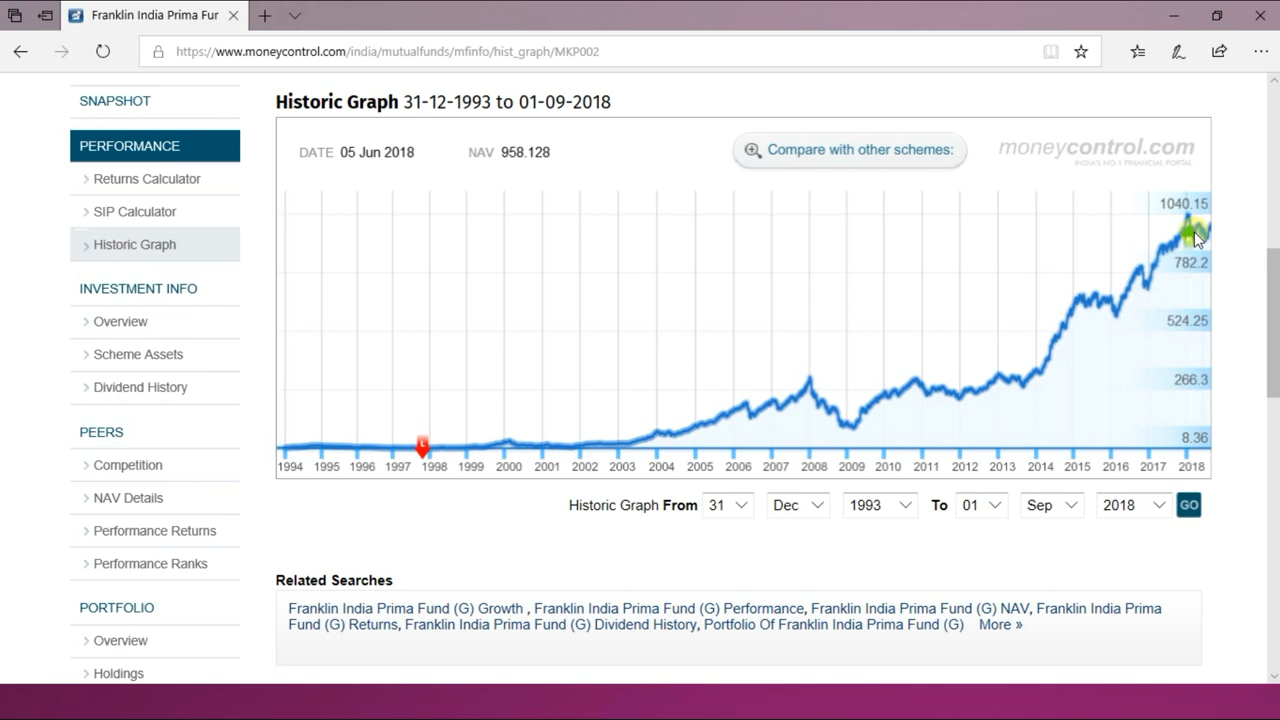 Franklin India Prima Fur
https://www.moneycontrol.com/india/mutualfunds/mfinfo/hist_graph/MKP002
SNAPSHOT
PERFORMANCE
Returns Calculator
SIP Calculator
Historic Graph
INVESTMENT INFO
Overview
Scheme Assets
Dividend History
PEERS
Competition
NAV Details
Performance Returns
Performance Ranks
PORTFOLIO
Overview
Holdings
Historic Graph 31-12-1993 to 01-09-2018
DATE 05 Jun 2018 NAV 958.128
Compare with other schemes:
moneycontrol.com
INDIA'S NO. 1 FINANCIAL PORTAL
1040.15
782.2
524.25
266.3
8.36
L
1994 1995 1996 1997 1998 1999 2000 2001 2002 2003 2004 2005 2006 2007 2008 2009 2010 2011 2012 2013 2014 2015 2016 2017 2018
Historic Graph From 31 Dec 1993 To 01 Sep 2018 GO
Related Searches
Franklin India Prima Fund (G) Growth , Franklin India Prima Fund (G) Performance, Franklin India Prima Fund (G) NAV, Franklin India Prima
Fund (G) Returns, Franklin India Prima Fund (G) Dividend History, Portfolio Of Franklin India Prima Fund (G) More »